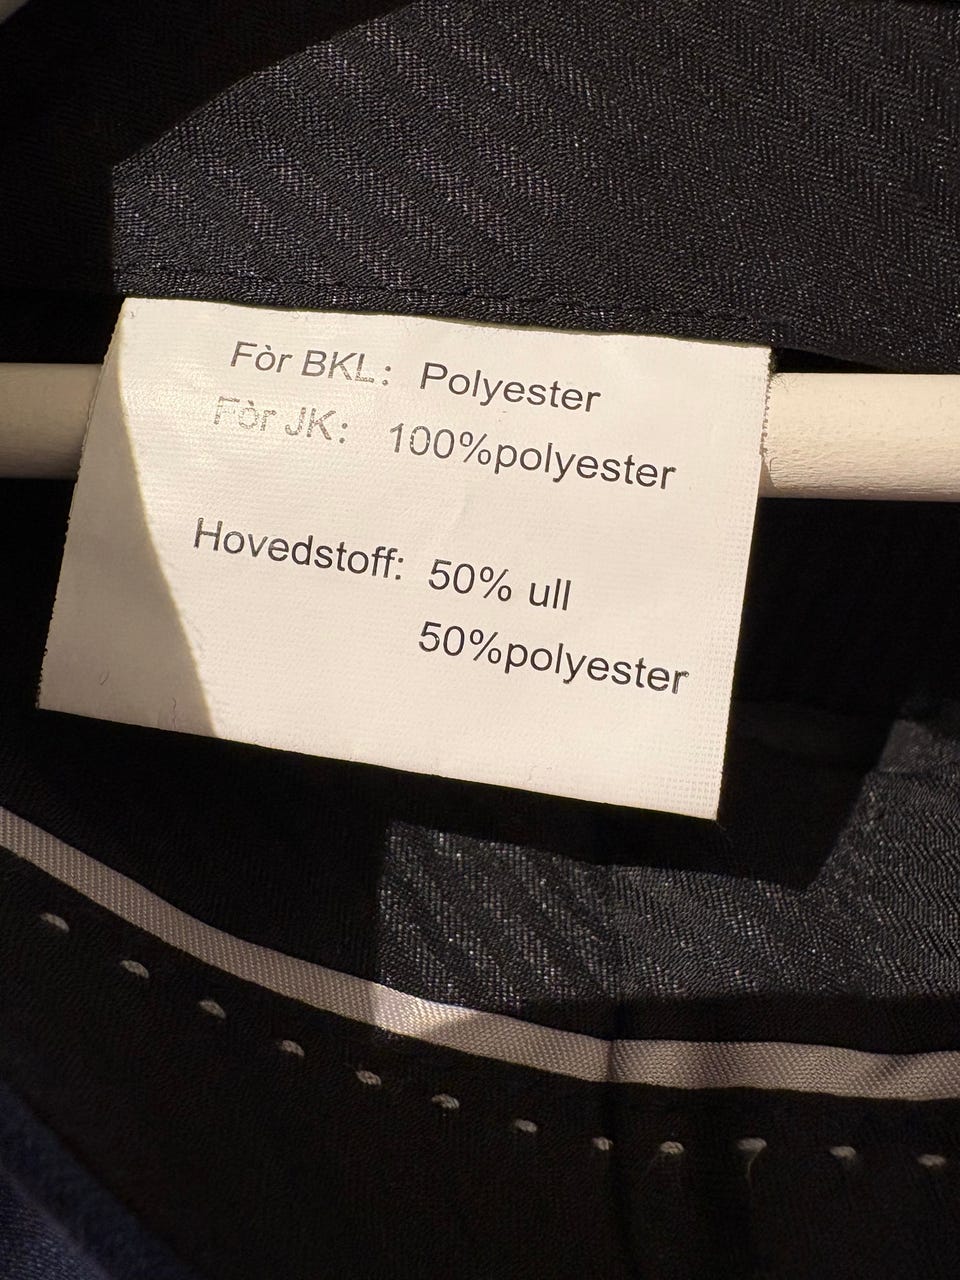 Fòr BKL: Polyester
Fòr JK: 100%polyester
Hovedstoff: 50% ull
50%polyester